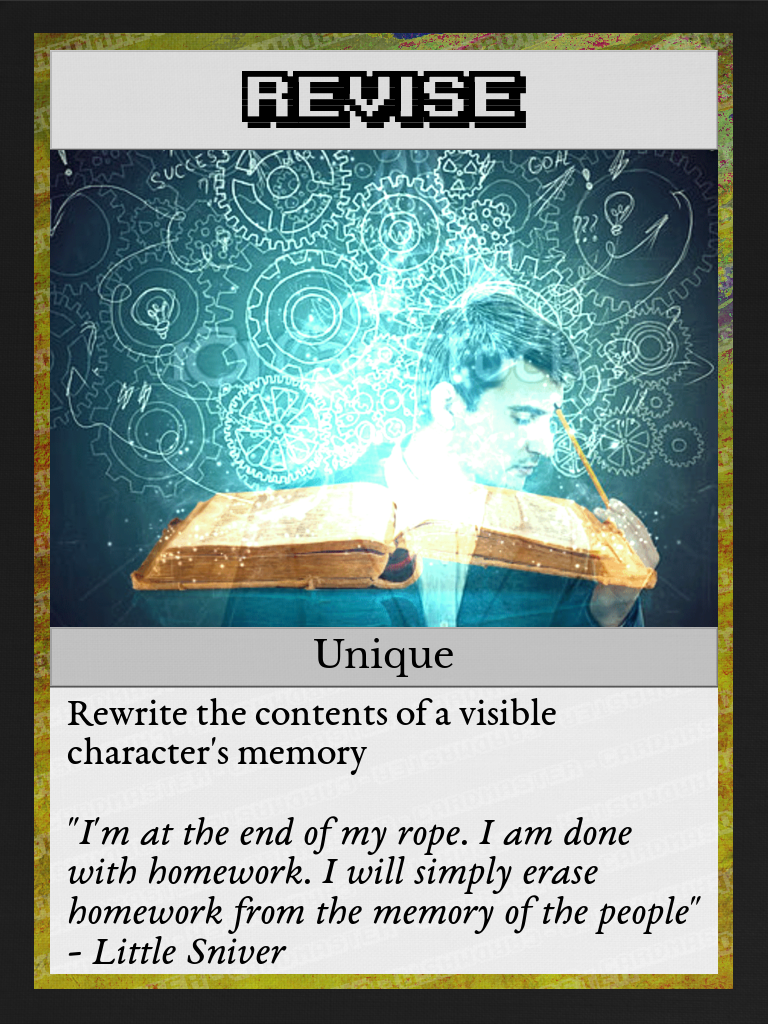 REVISE
SUCCESS
GOAL
Unique
Rewrite the contents of a visible
character's memory
"I'm at the end of my rope. I am done
with homework. I will simply erase
homework from the memory of the people"
- Little Sniver